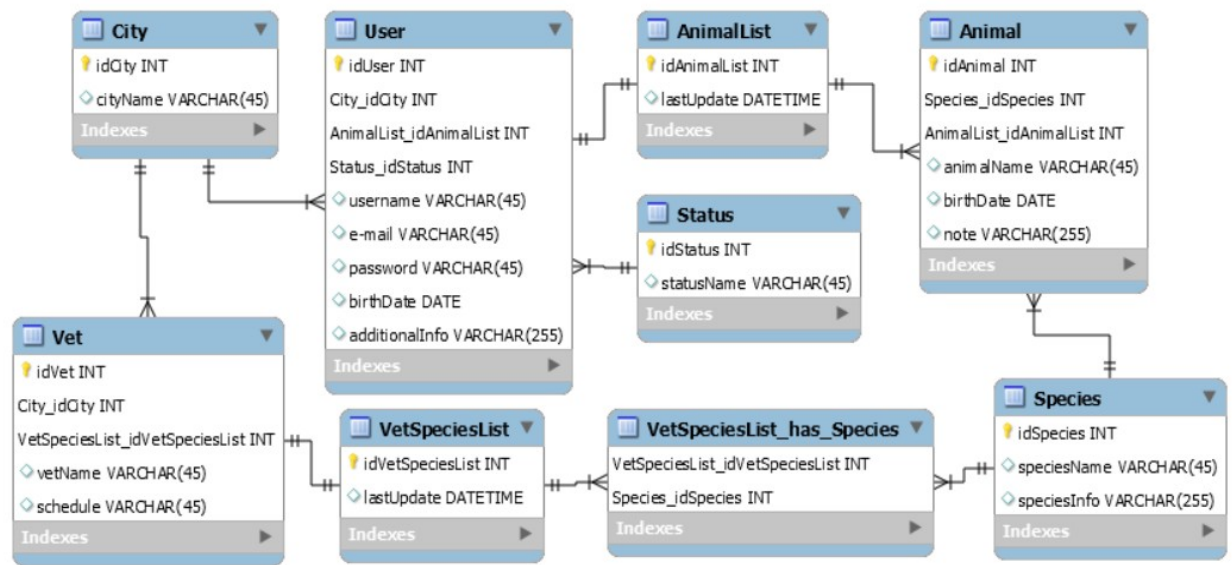 City
idCity INT
cityName VARCHAR(45)
Indexes
User
idUser INT
City_idCity INT
AnimalList_idAnimalList INT
Status_idStatus INT
username VARCHAR(45)
e-mail VARCHAR(45)
password VARCHAR(45)
birthDate DATE
additionalInfo VARCHAR(255)
Indexes
AnimalList
idAnimalList INT
lastUpdate DATETIME
Indexes
Animal
idAnimal INT
Species_idSpecies INT
AnimalList_idAnimalList INT
animalName VARCHAR(45)
birthDate DATE
note VARCHAR(255)
Indexes
Status
idStatus INT
statusName VARCHAR(45)
Indexes
Vet
idVet INT
City_idCity INT
VetSpeciesList_idVetSpeciesList INT
vetName VARCHAR(45)
schedule VARCHAR(45)
Indexes
VetSpeciesList
idVetSpeciesList INT
lastUpdate DATETIME
Indexes
VetSpeciesList_has_Species
VetSpeciesList_idVetSpeciesList INT
Species_idSpecies INT
Indexes
Species
idSpecies INT
speciesName VARCHAR(45)
speciesInfo VARCHAR(255)
Indexes